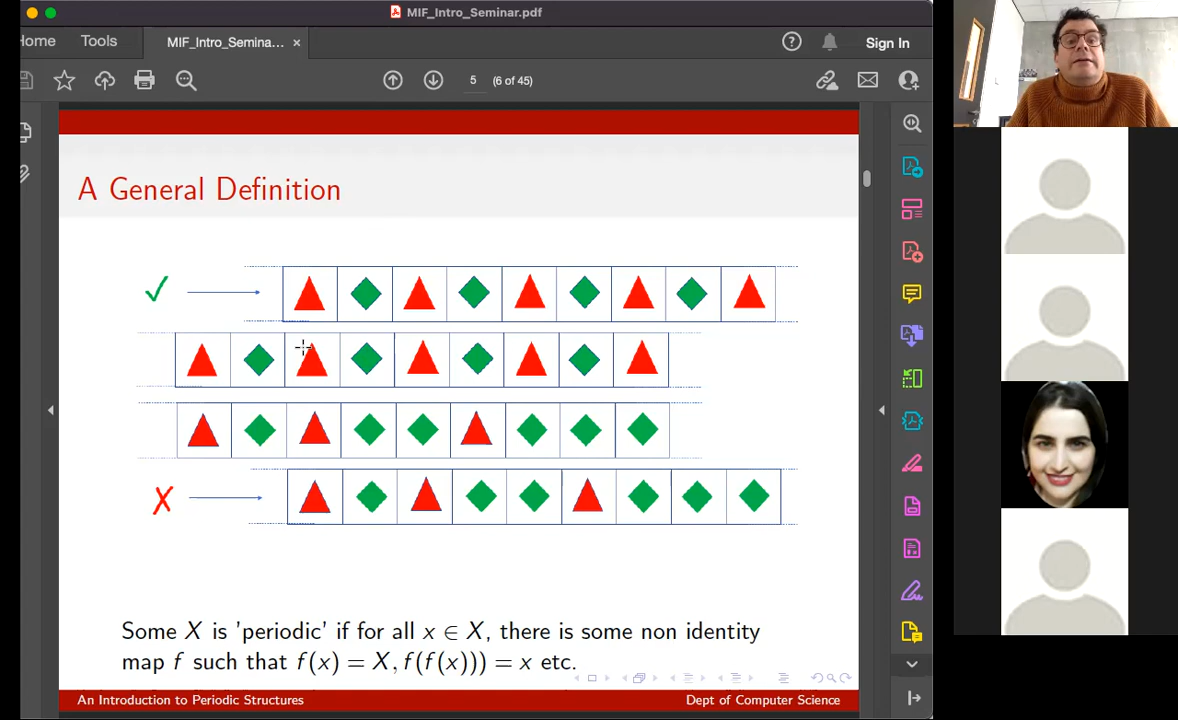 MIF_Intro_Seminar.pdf
Home
Tools
MIF_Intro_Semina...
Sign In
5
(6 of 45)
A General Definition
Some X is 'periodic' if for all x ∈ X, there is some non identity
map f such that f(x) = X, f(f(x))) = x etc.
An Introduction to Periodic Structures
Dept of Computer Science